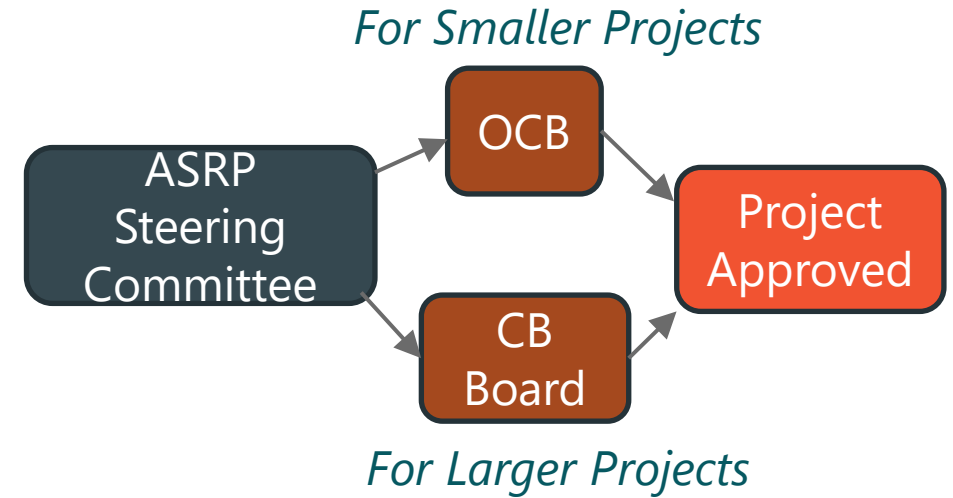 For Smaller Projects
OCB
ASRP
Steering
Committee
Project
Approved
CB
Board
For Larger Projects